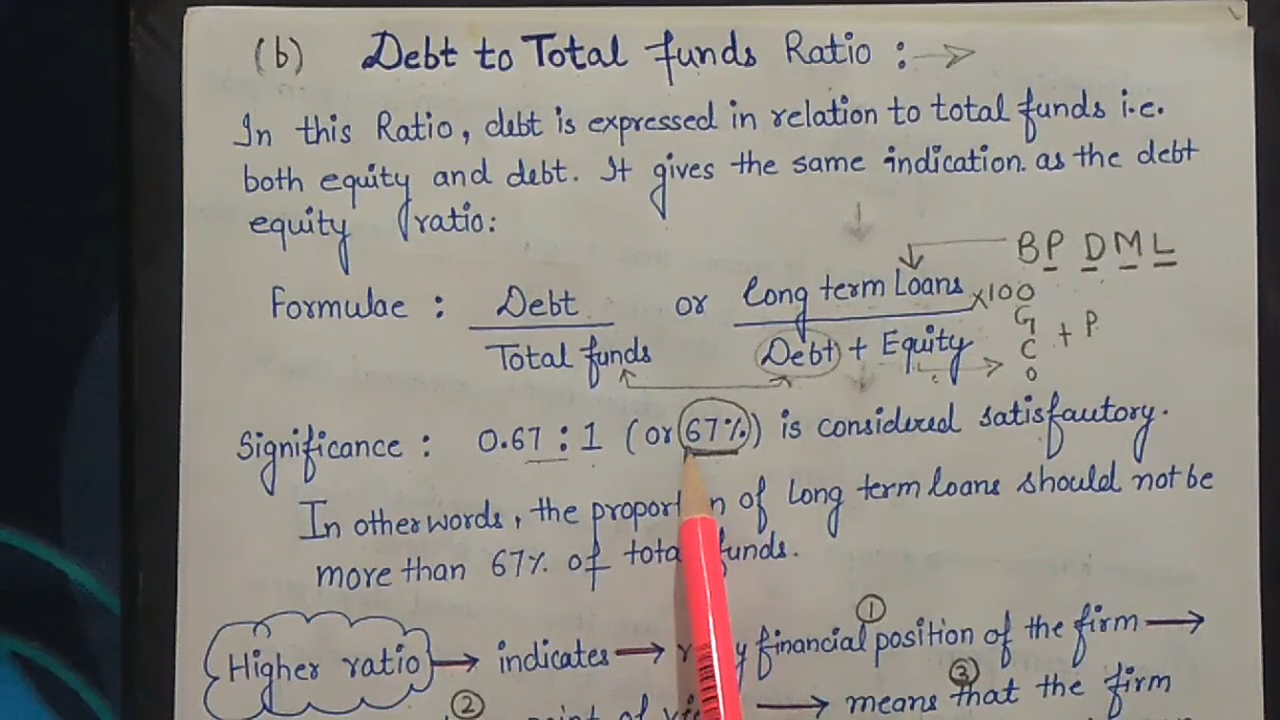 (b) Debt to Total funds Ratio :→
In this Ratio, debt is expressed in relation to total funds i.e.
both equity and debt. It gives the same indication as the debt
equity ratio:
B P D M L
Formulae : Debt / Total funds or Long term Loans / Debt + Equity ×100
G
C + P
O
Significance : 0.67 : 1 (or 67%) is considered satisfautory.
In other words, the proport n of long term loans should not be
more than 67% of tota funds.
Higher ratio → indicates → financial position of the firm →
① ② ③
point of → means that the firm